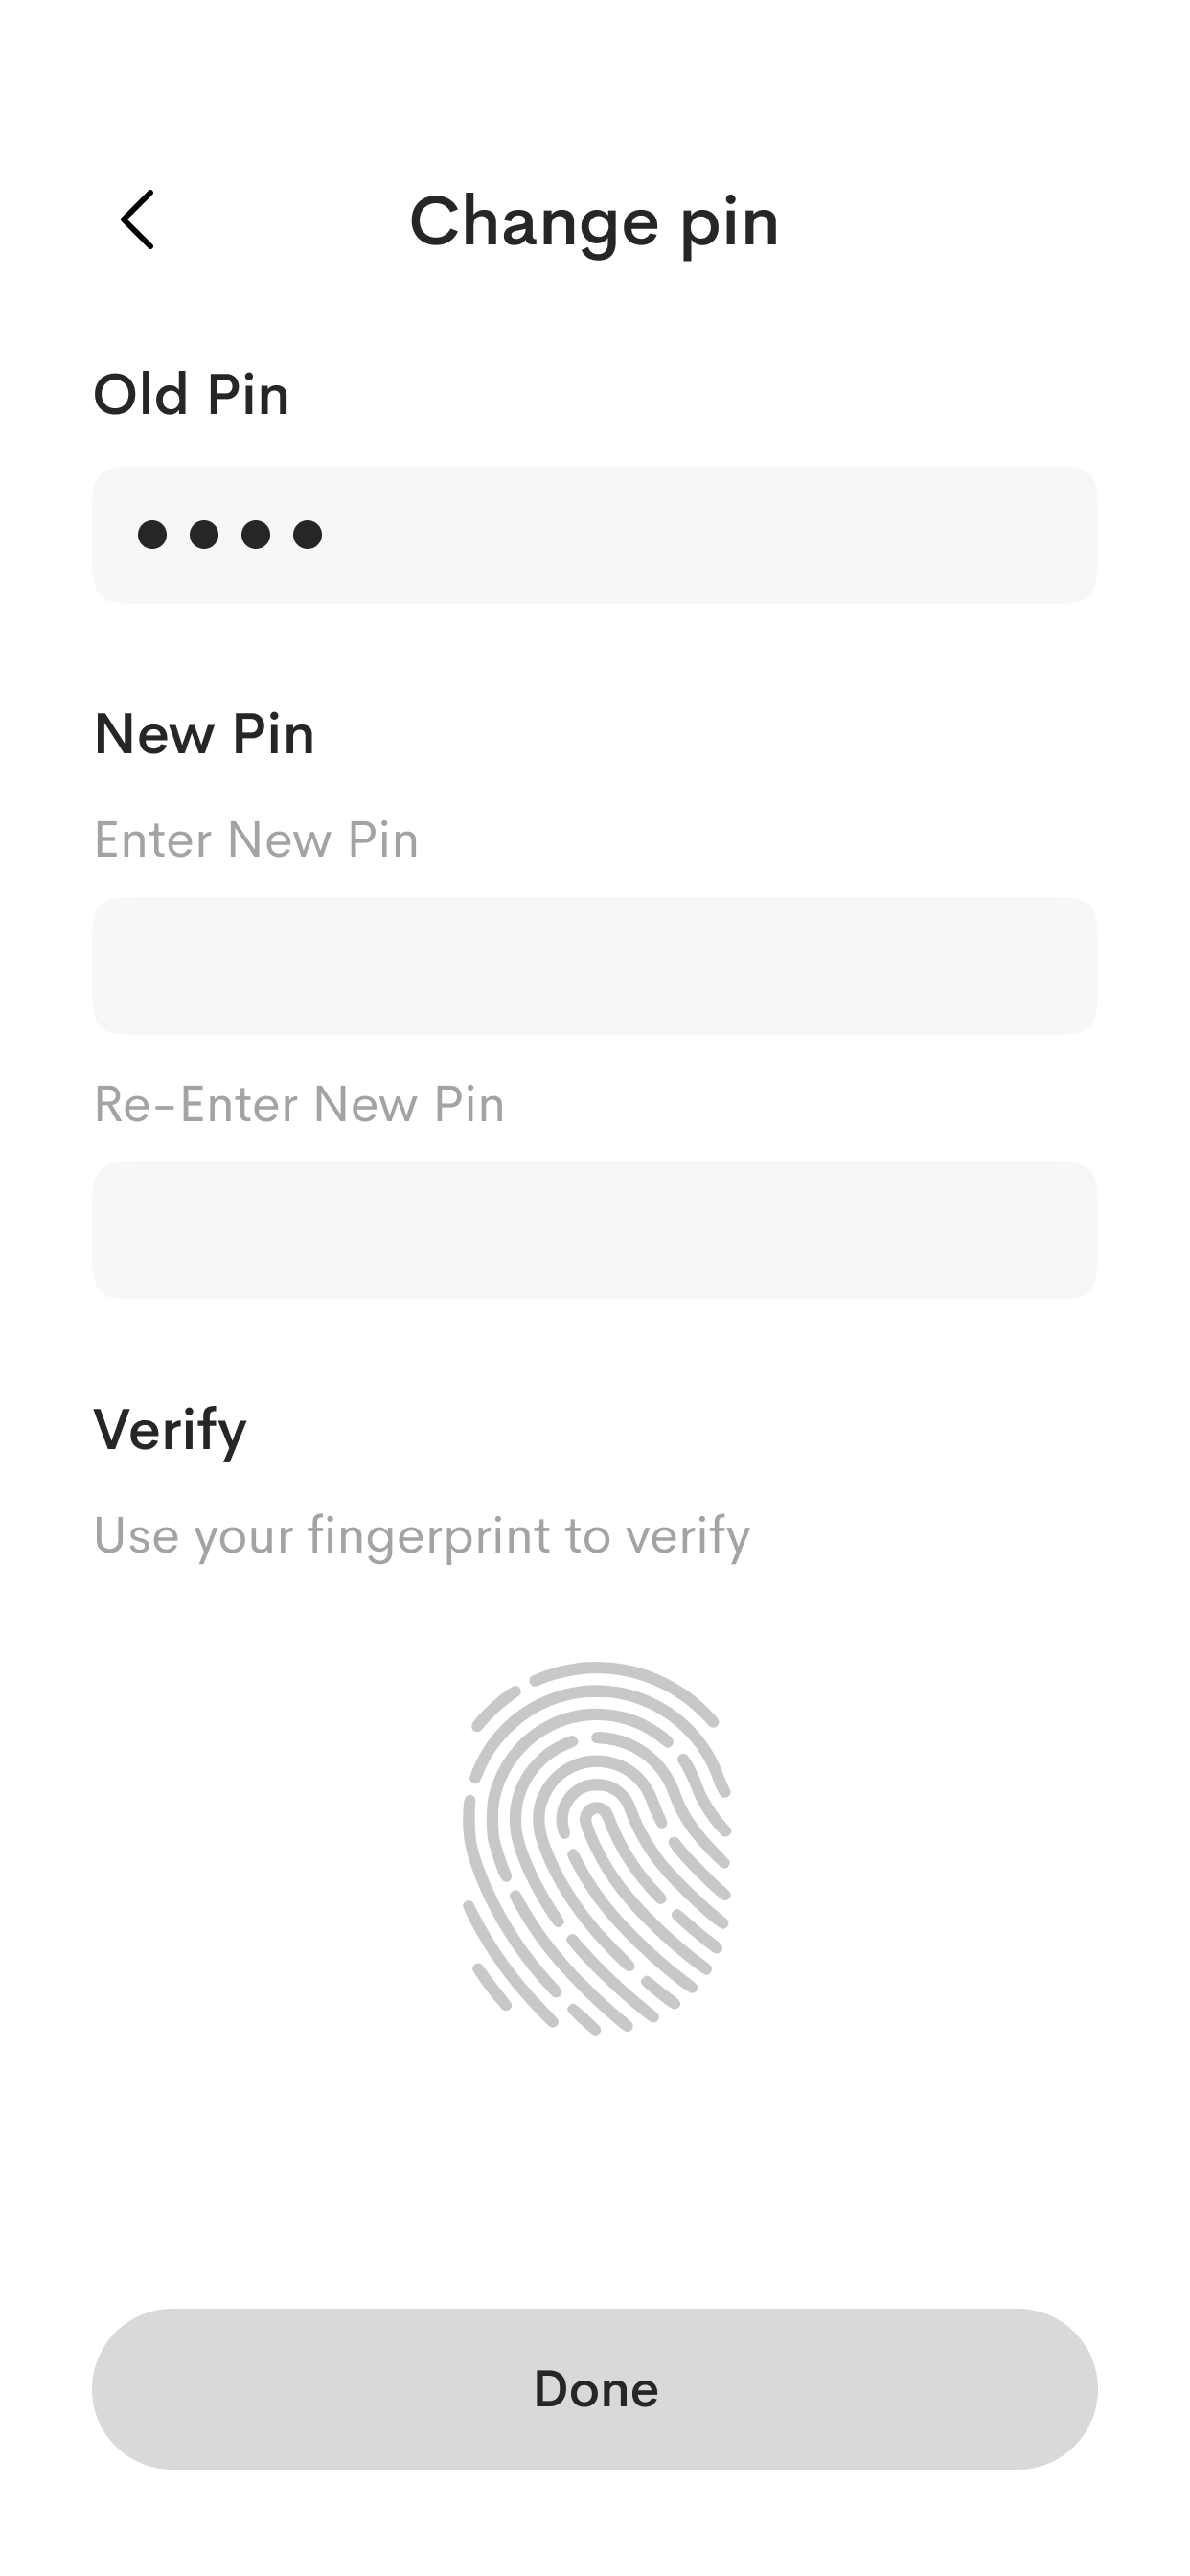 Change pin
Old Pin
New Pin
Enter New Pin
Re-Enter New Pin
Verify
Use your fingerprint to verify
Done